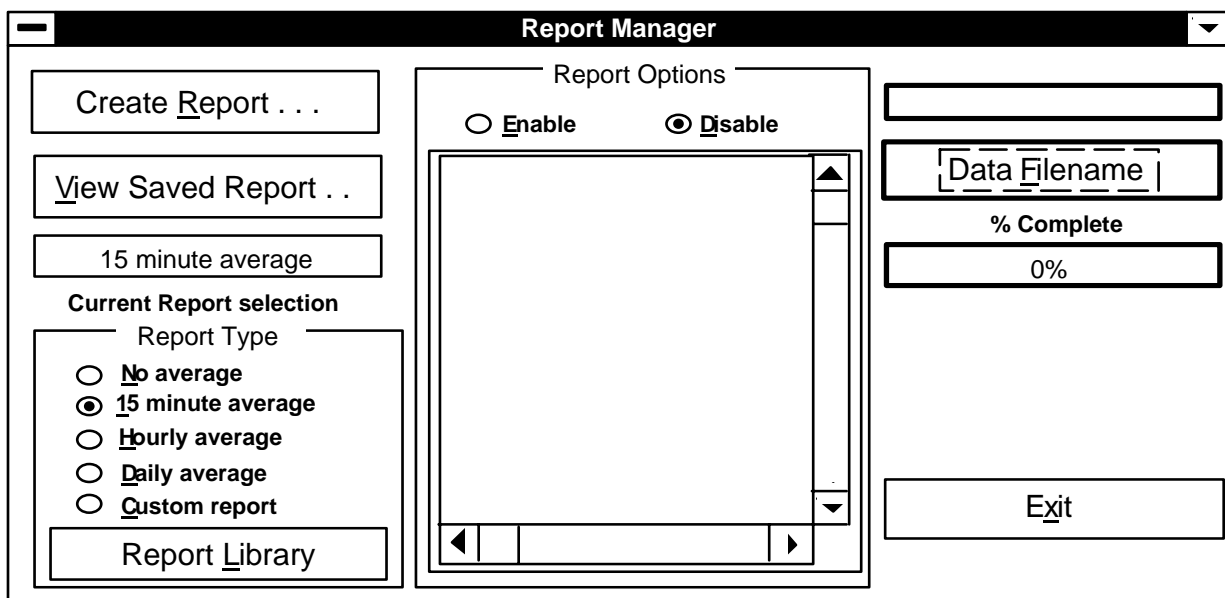 Report Manager
Create Report . . .
View Saved Report . .
15 minute average
Current Report selection
Report Type
No average
15 minute average
Hourly average
Daily average
Custom report
Report Library
Report Options
Enable
Disable
Data Filename
% Complete
0%
Exit